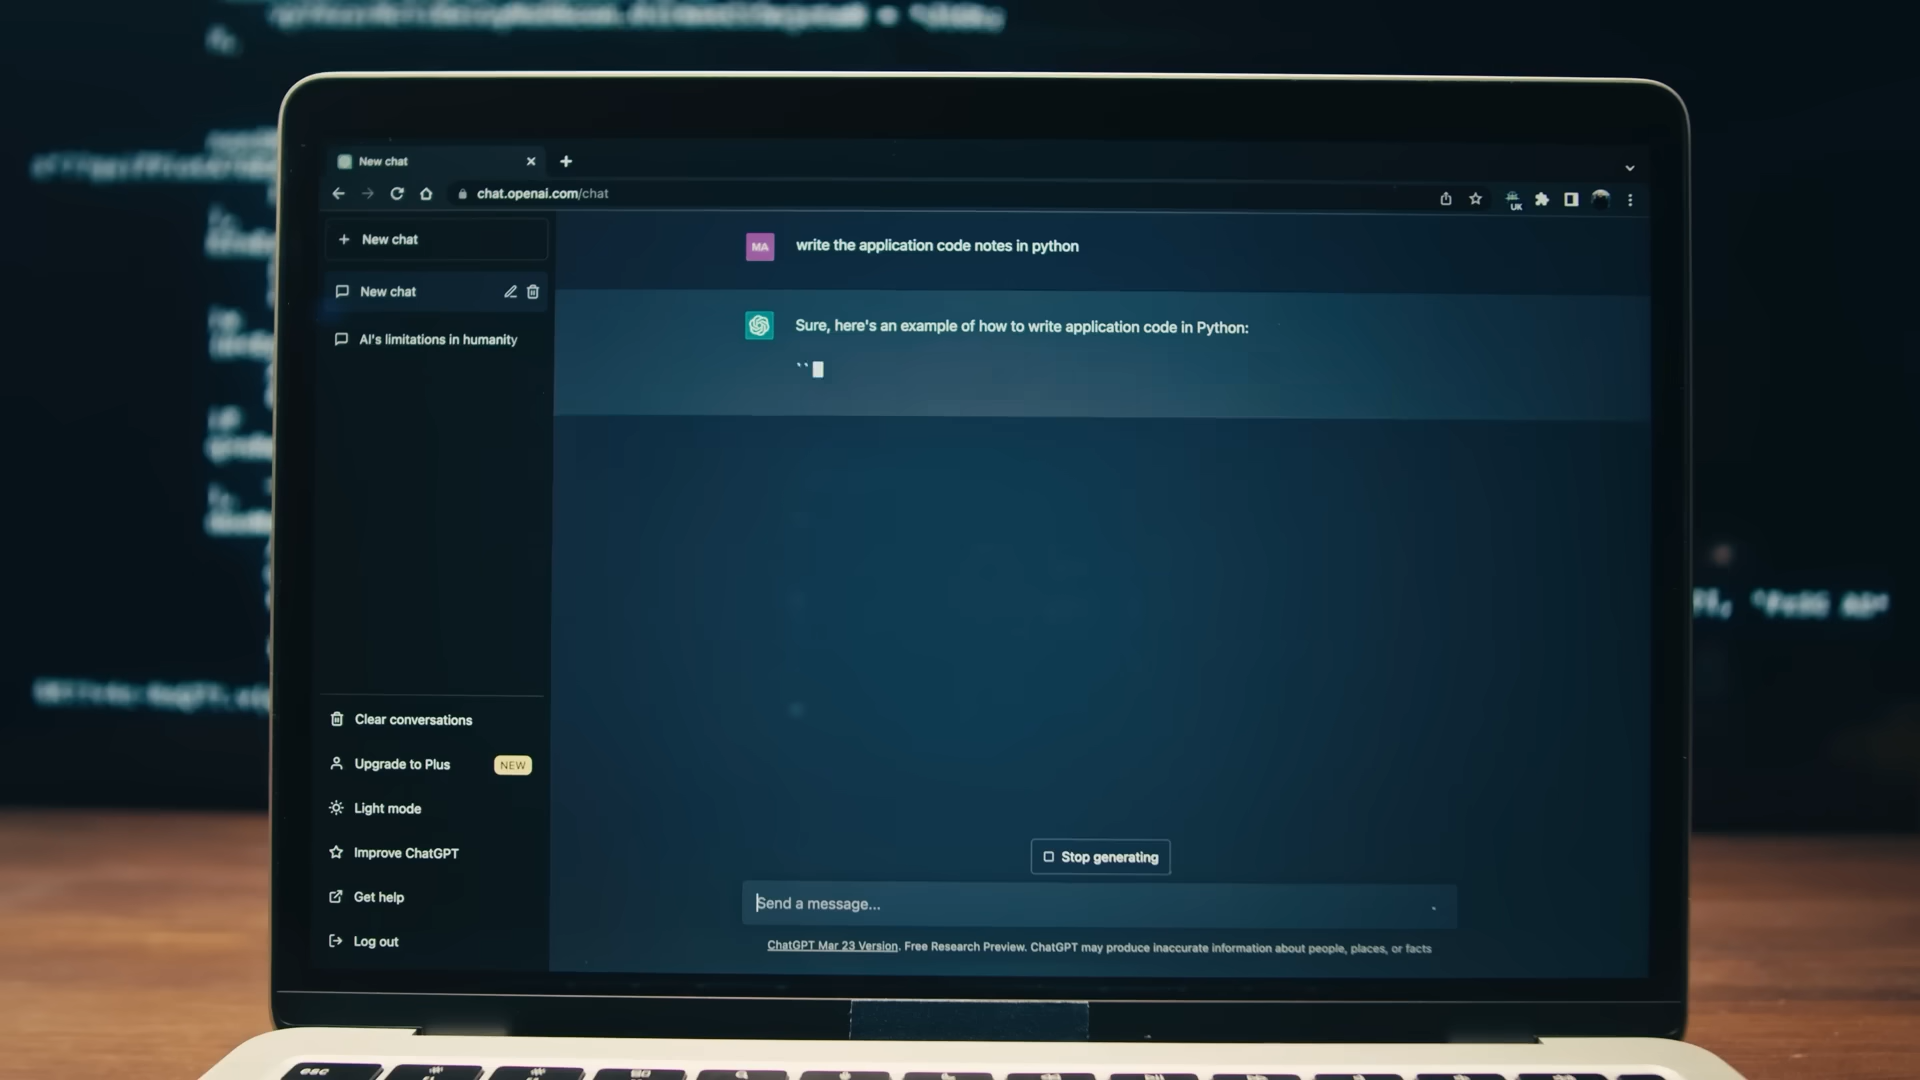 New chat
chat.openai.com/chat
UK
New chat
New chat
AI's limitations in humanity
MA
write the application code notes in python
Sure, here's an example of how to write application code in Python:
``
Clear conversations
Upgrade to Plus NEW
Light mode
Improve ChatGPT
Get help
Log out
Stop generating
Send a message...
ChatGPT Mar 23 Version. Free Research Preview. ChatGPT may produce inaccurate information about people, places, or facts
esc